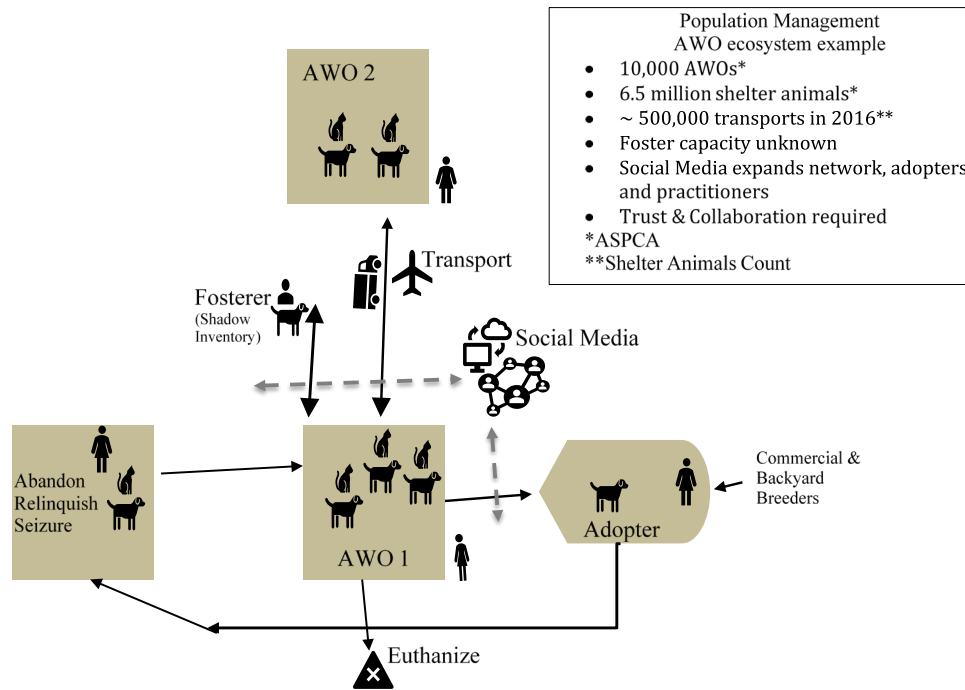 Population Management
AWO ecosystem example
• 10,000 AWOs*
• 6.5 million shelter animals*
• ~ 500,000 transports in 2016**
• Foster capacity unknown
• Social Media expands network, adopters
and practitioners
• Trust & Collaboration required
*ASPCA
**Shelter Animals Count
AWO 2
Transport
Fosterer
(Shadow
Inventory)
Social Media
Abandon
Relinquish
Seizure
AWO 1
Adopter
Commercial &
Backyard
Breeders
Euthanize